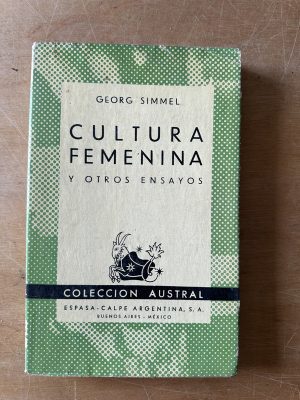 GEORG SIMMEL
CULTURA
FEMENINA
Y OTROS ENSAYOS
COLECCION AUSTRAL
ESPASA-CALPE ARGENTINA, S. A.
BUENOS AIRES - MÉXICO